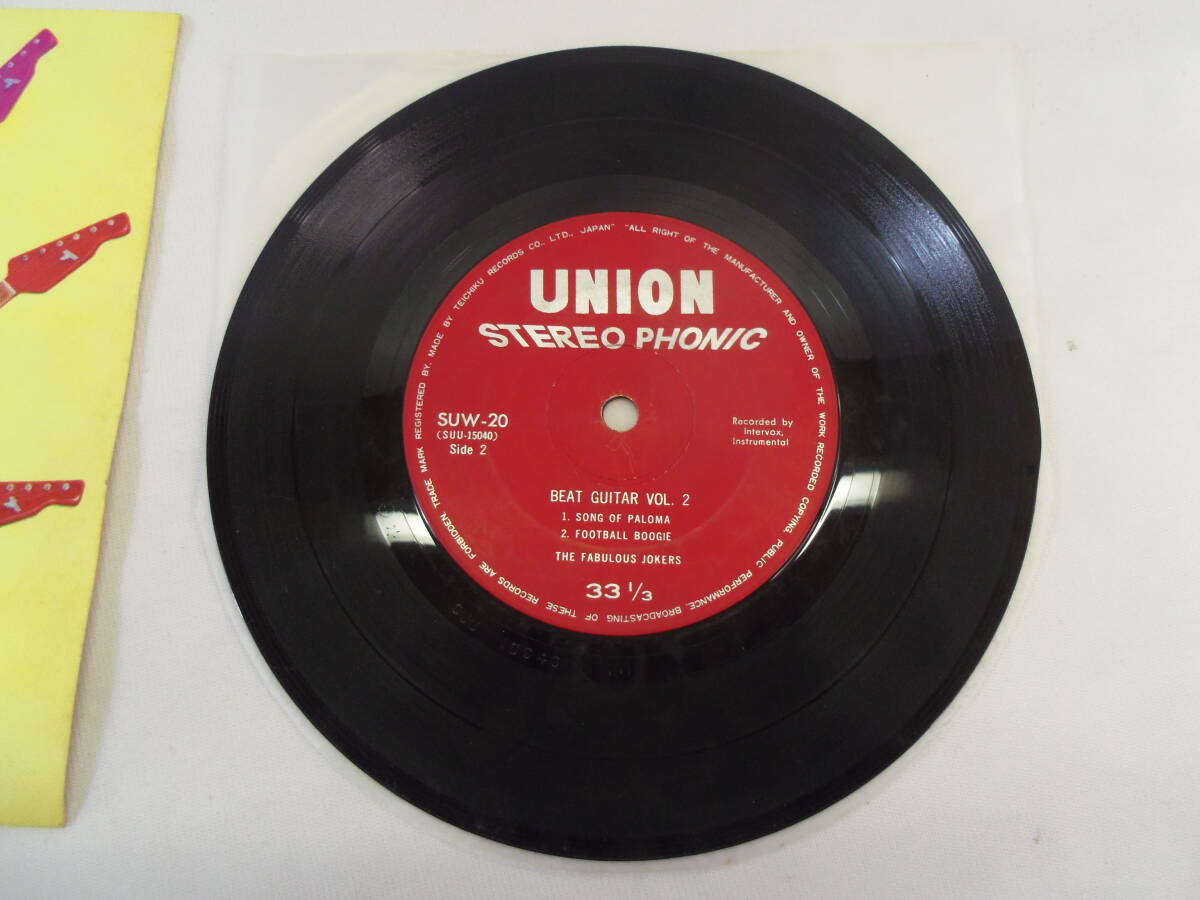 UNION
STEREO PHONIC
SUW-20
(SUU-15040)
Side 2
Recorded by
intervox,
Instrumental
BEAT GUITAR VOL. 2
1. SONG OF PALOMA
2. FOOTBALL BOOGIE
THE FABULOUS JOKERS
33 1/3
TRADE MARK REGISTERED BY. MADE BY TEICHIKU RECORDS CO., LTD., JAPAN" "ALL RIGHT OF THE MANUFACTURER AND OWNER OF THE WORK RECORDED COPYING, PUBLIC PERFORMANCE, BROADCASTING OF THESE RECORDS ARE FORBIDDEN